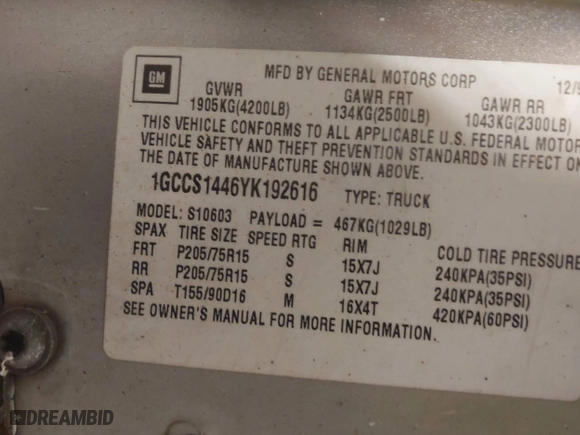 GM
MFD BY GENERAL MOTORS CORP 12/9
GVWR GAWR FRT GAWR RR
1905KG(4200LB) 1134KG(2500LB) 1043KG(2300LB)
THIS VEHICLE CONFORMS TO ALL APPLICABLE U.S. FEDERAL MOTOR
VEHICLE SAFETY AND THEFT PREVENTION STANDARDS IN EFFECT ON
THE DATE OF MANUFACTURE SHOWN ABOVE.
1GCCS1446YK192616 TYPE: TRUCK
MODEL: S10603 PAYLOAD = 467KG(1029LB)
SPAX TIRE SIZE SPEED RTG RIM COLD TIRE PRESSURE
FRT P205/75R15 S 15X7J 240KPA(35PSI)
RR P205/75R15 S 15X7J 240KPA(35PSI)
SPA T155/90D16 M 16X4T 420KPA(60PSI)
SEE OWNER'S MANUAL FOR MORE INFORMATION.
DREAMBID